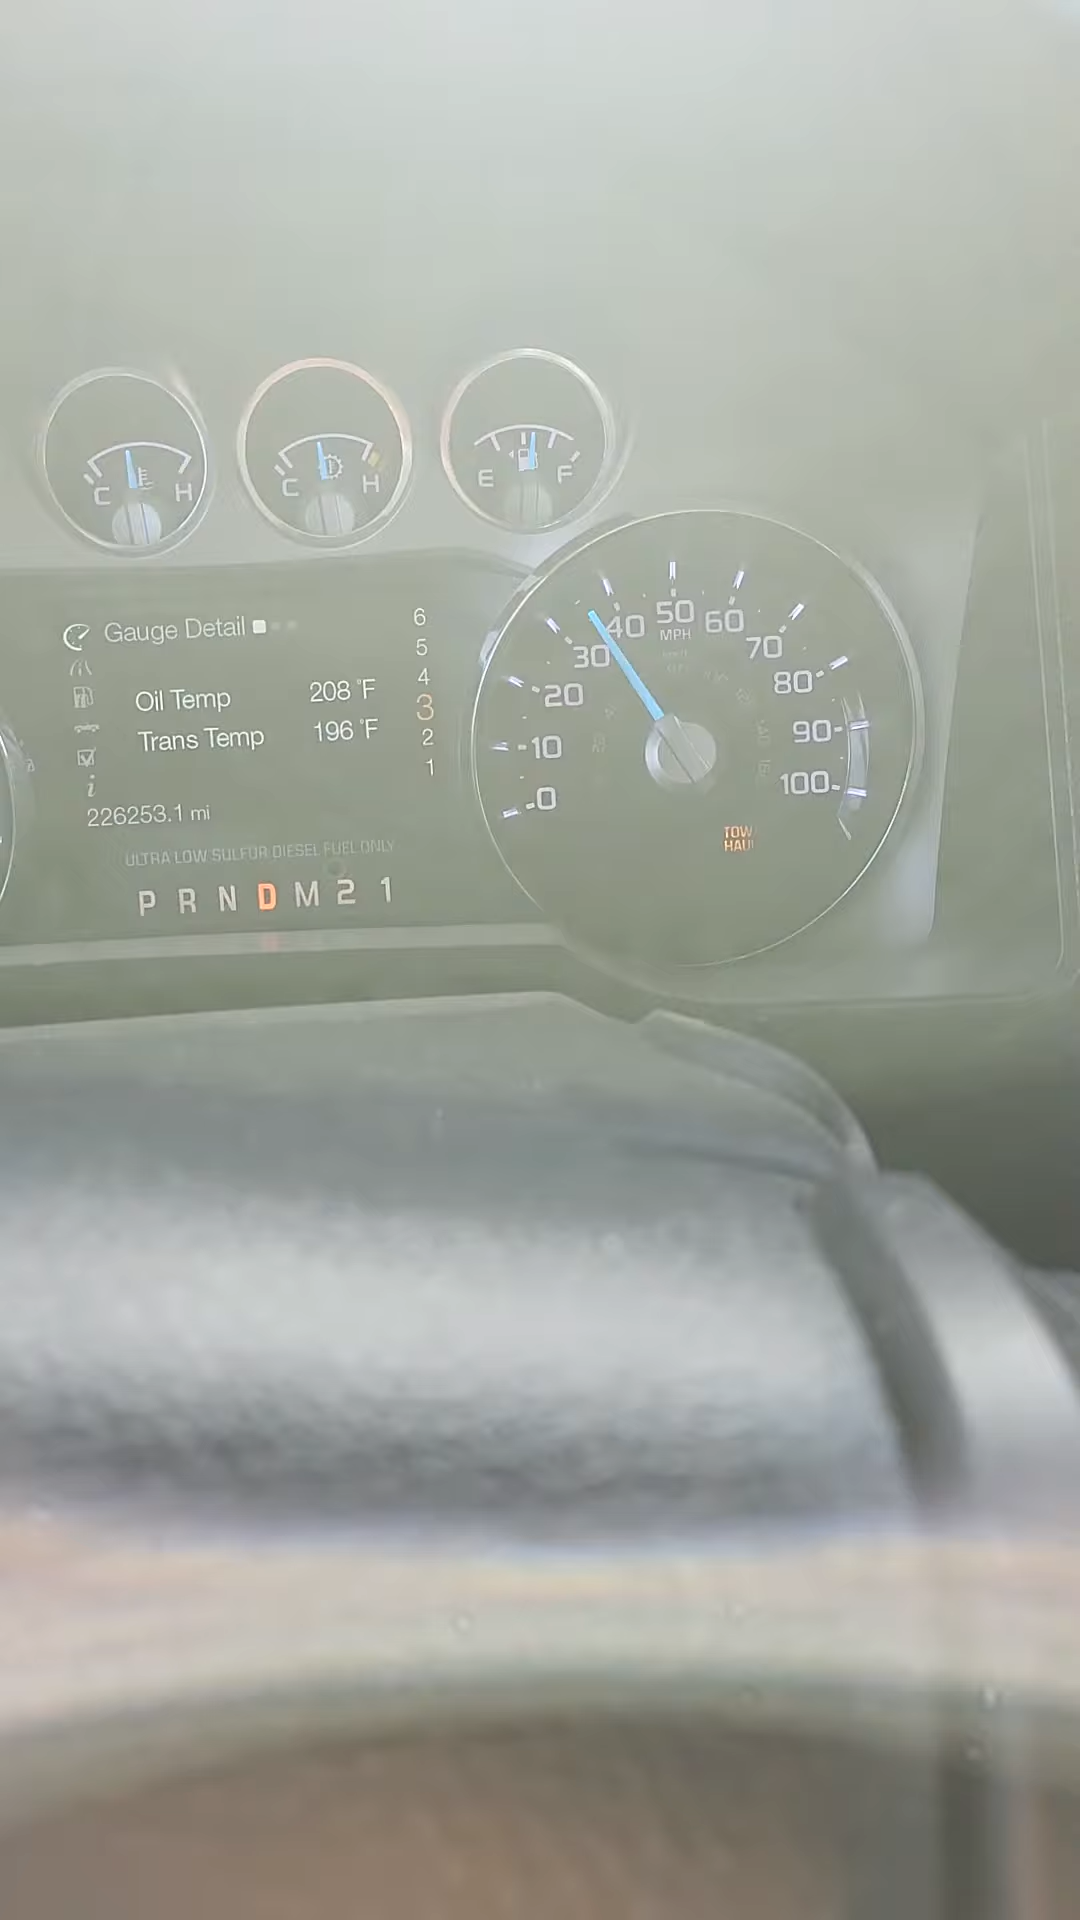 C H
C H
E F
Gauge Detail
6
5
4
3
2
1
Oil Temp 208 °F
Trans Temp 196 °F
i
226253.1 mi
ULTRA LOW SULFUR DIESEL FUEL ONLY
P R N D M 2 1
0
10
20
30
40
50
60
70
80
90
100
MPH
TOW
HAUL